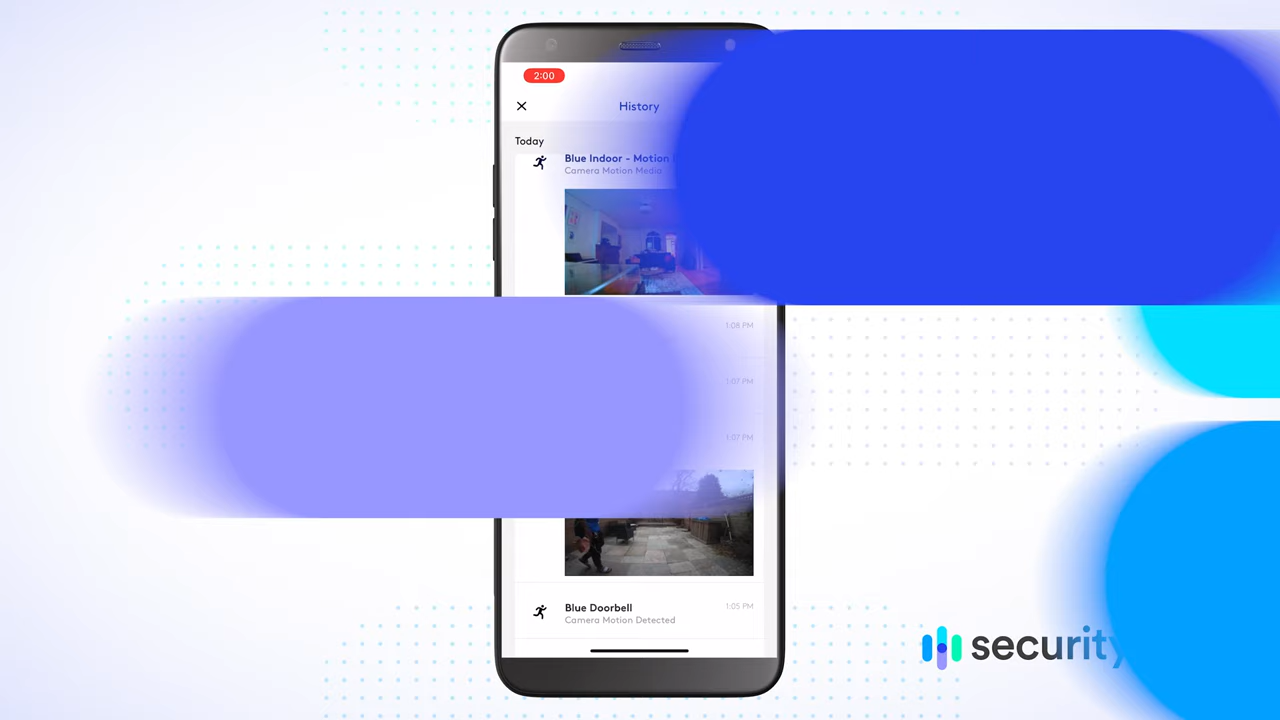 2:00
History
Today
Blue Indoor - Motion
Camera Motion Media
1:08 PM
1:07 PM
1:07 PM
Blue Doorbell
1:05 PM
Camera Motion Detected
security